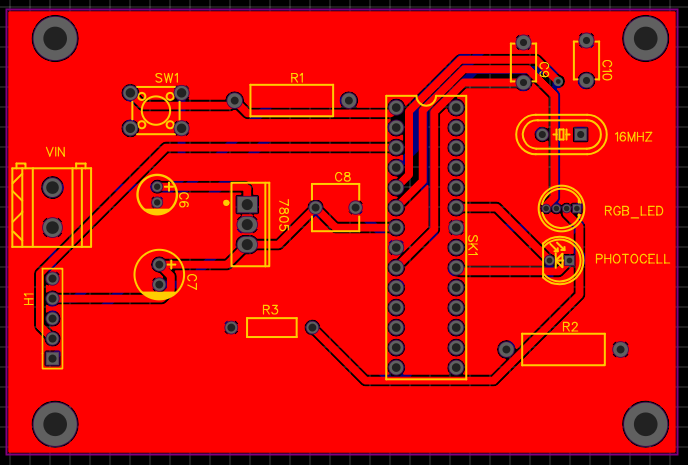 SW1
R1
C9
C10
16MHZ
VIN
C6
7805
C8
RGB_LED
SK1
PHOTOCELL
C7
H1
R3
R2